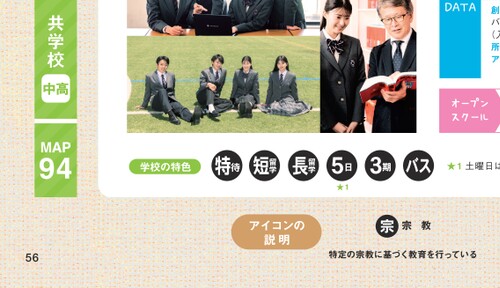 共学校
中高
MAP
94
DATA
オープン
スクール
学校の特色
特待 短留学 長留学 5日 3期 バス
★1
★1 土曜日は
アイコンの
説明
宗 宗教
特定の宗教に基づく教育を行っている
56